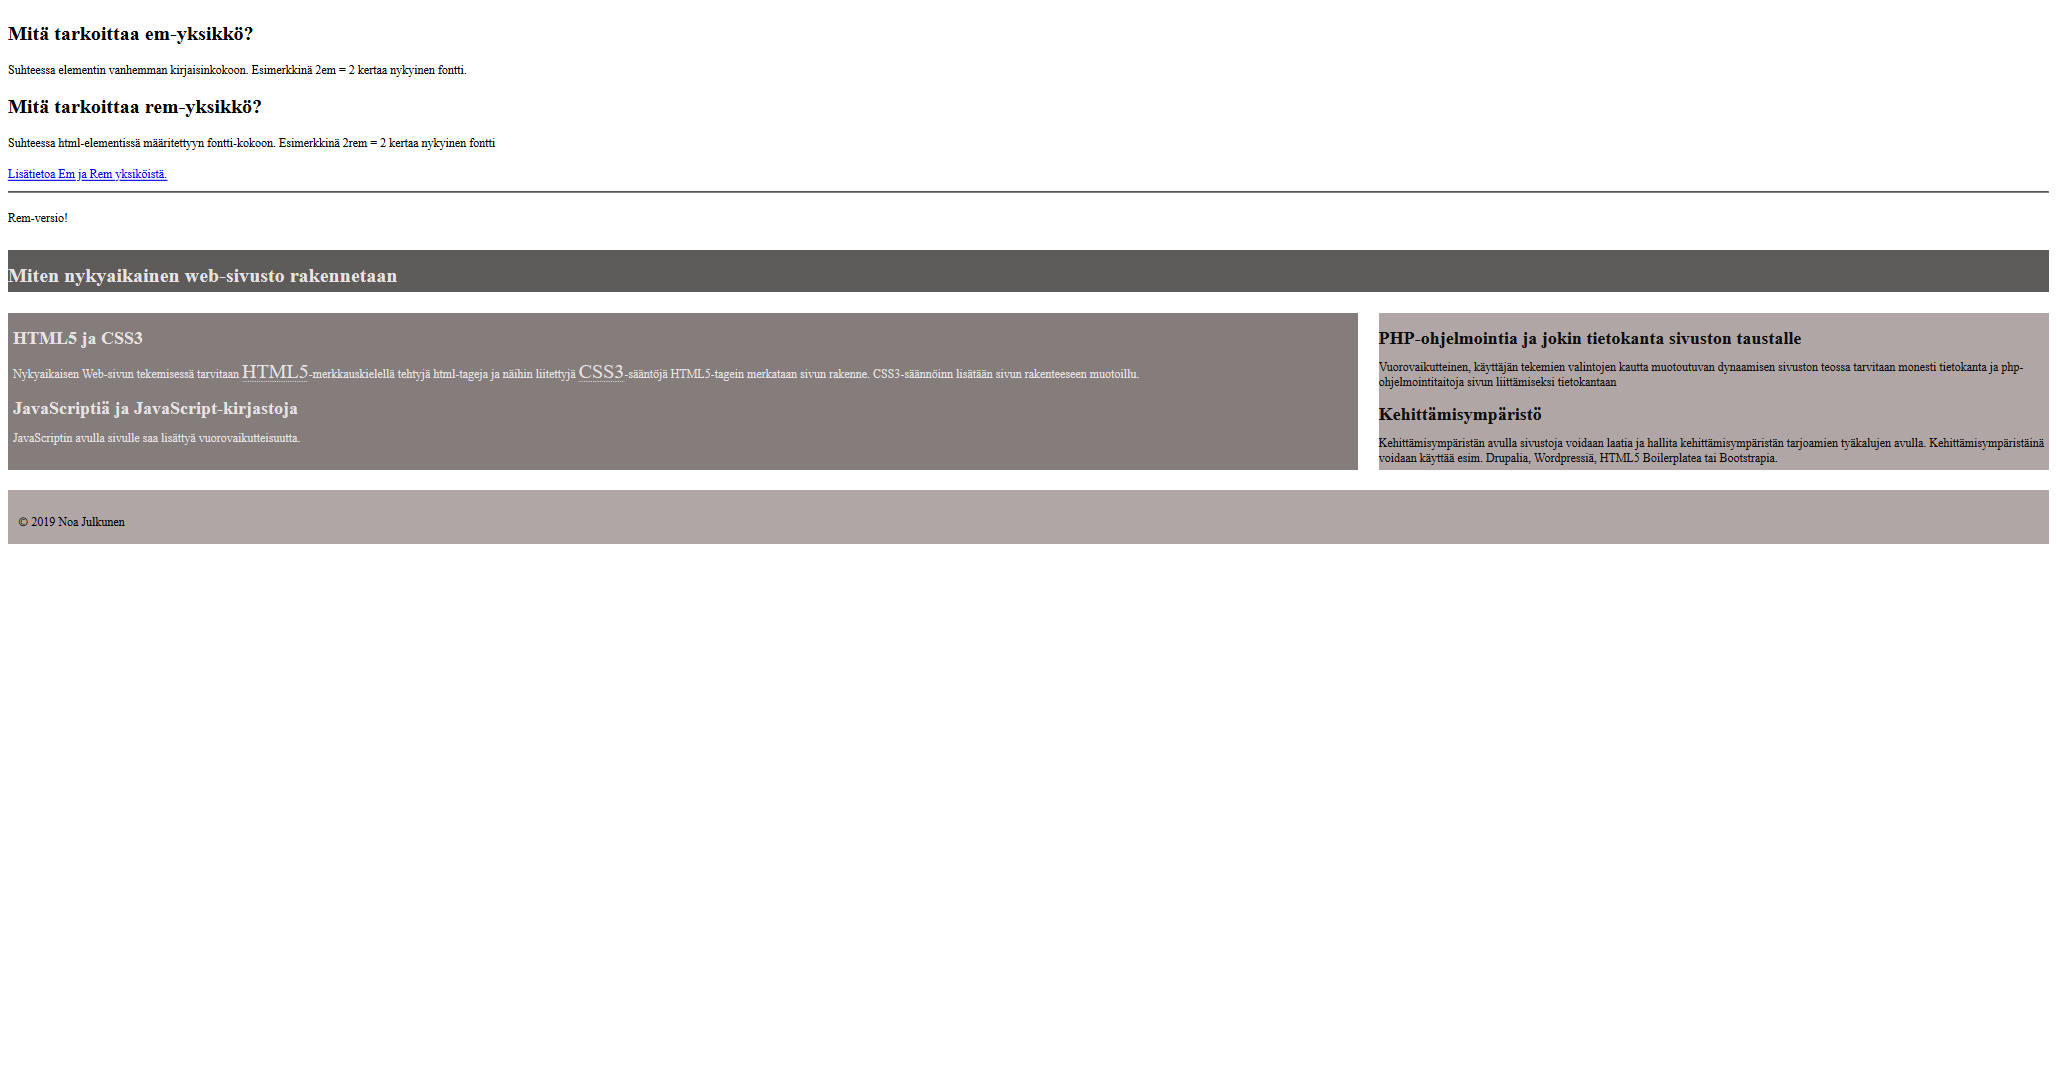 Mitä tarkoittaa em-yksikkö?
Suhteessa elementin vanhemman kirjaisinkokoon. Esimerkkinä 2em = 2 kertaa nykyinen fontti.
Mitä tarkoittaa rem-yksikkö?
Suhteessa html-elementissä määritettyyn fontti-kokoon. Esimerkkinä 2rem = 2 kertaa nykyinen fontti
Lisätietoa Em ja Rem yksiköistä.
Rem-versio!
Miten nykyaikainen web-sivusto rakennetaan
HTML5 ja CSS3
Nykyaikaisen Web-sivun tekemisessä tarvitaan HTML5-merkkauskielellä tehtyjä html-tageja ja näihin liitettyjä CSS3-sääntöjä HTML5-tagein merkataan sivun rakenne. CSS3-säännöinn lisätään sivun rakenteeseen muotoillu.
JavaScriptiä ja JavaScript-kirjastoja
JavaScriptin avulla sivulle saa lisättyä vuorovaikutteisuutta.
PHP-ohjelmointia ja jokin tietokanta sivuston taustalle
Vuorovaikutteinen, käyttäjän tekemien valintojen kautta muotoutuvan dynaamisen sivuston teossa tarvitaan monesti tietokanta ja php-
ohjelmointitaitoja sivun liittämiseksi tietokantaan
Kehittämisympäristö
Kehittämisympäristän avulla sivustoja voidaan laatia ja hallita kehittämisympäristän tarjoamien tyäkalujen avulla. Kehittämisympäristäinä
voidaan käyttää esim. Drupalia, Wordpressiä, HTML5 Boilerplatea tai Bootstrapia.
© 2019 Noa Julkunen